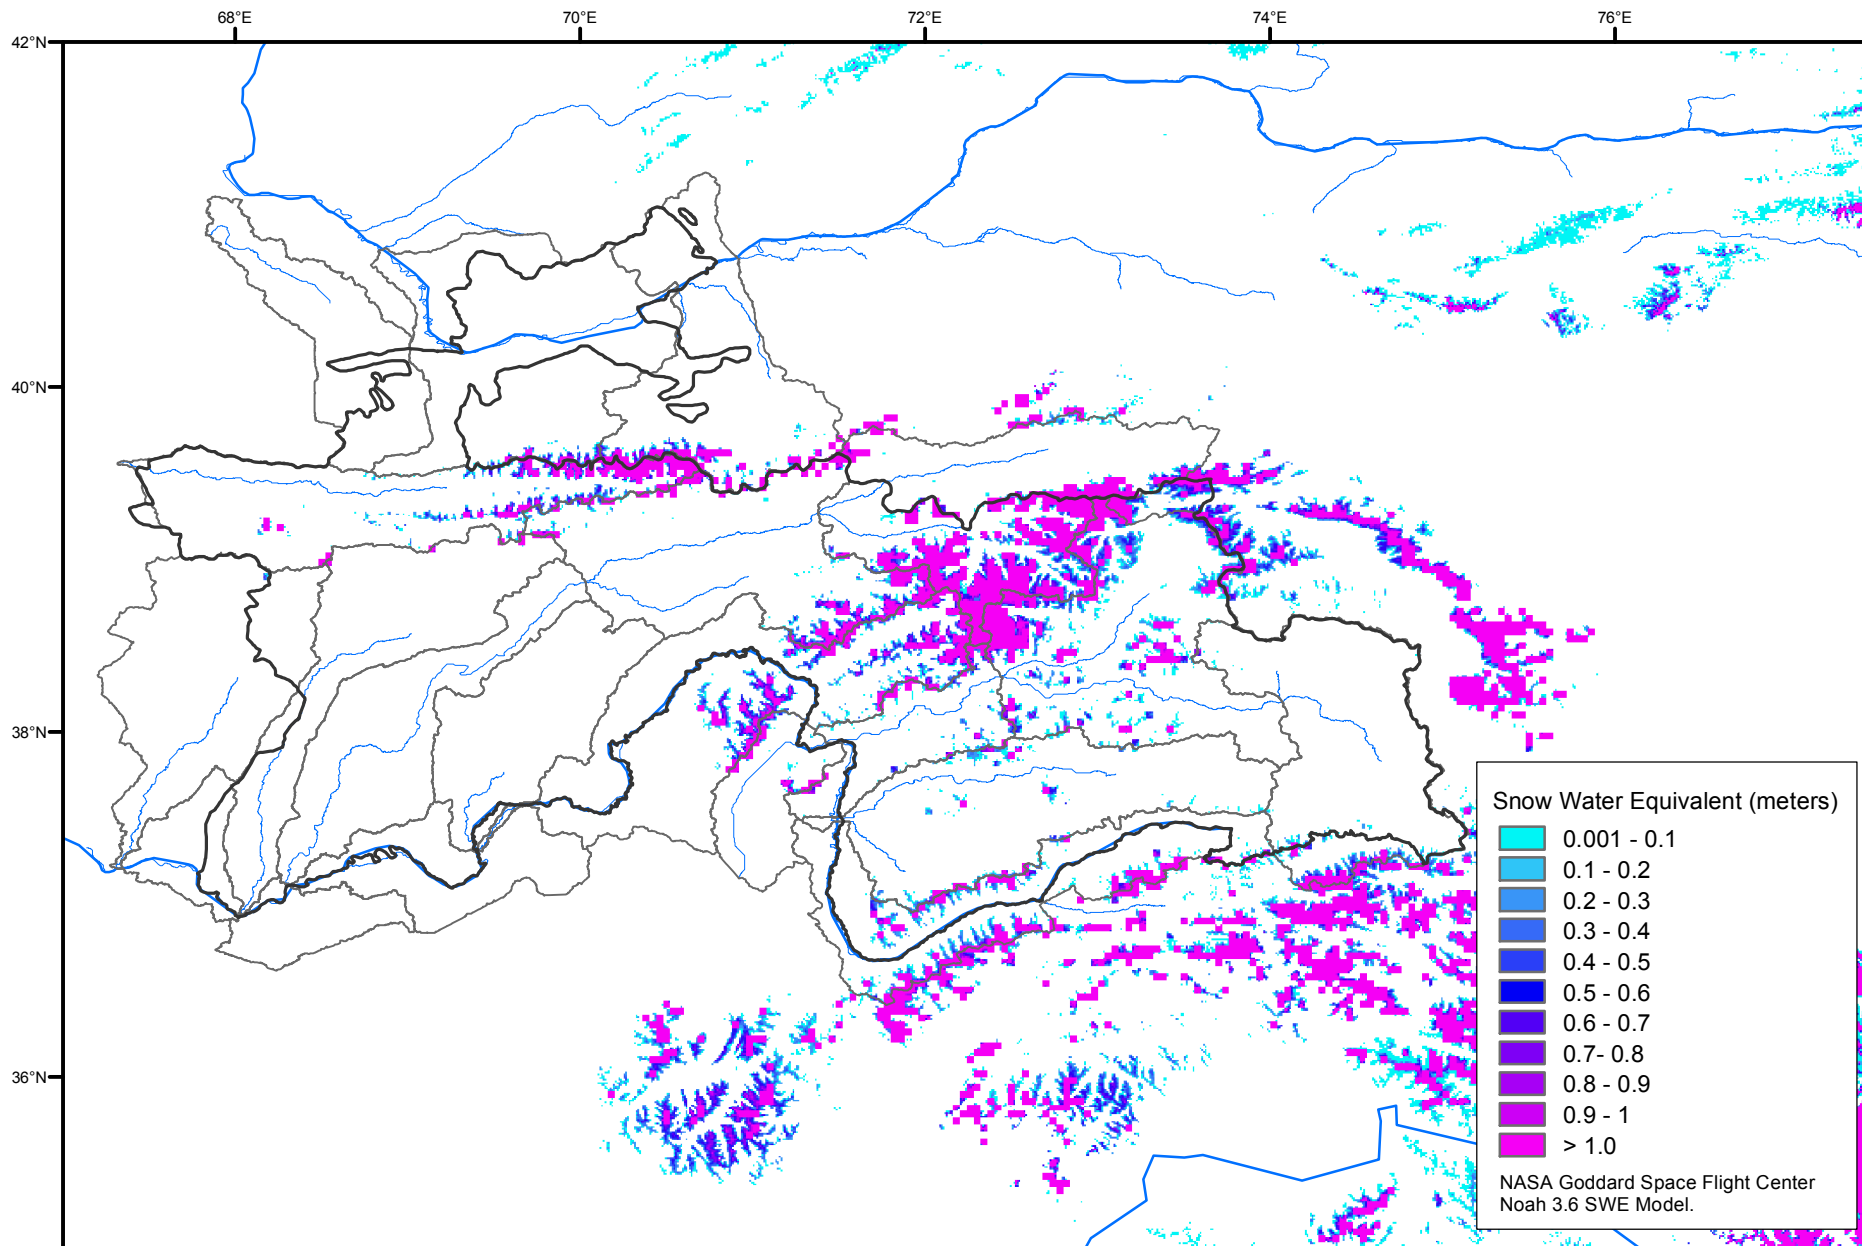 68°E 70°E 72°E 74°E 76°E
42°N
40°N
38°N
36°N
Snow Water Equivalent (meters)
0.001 - 0.1
0.1 - 0.2
0.2 - 0.3
0.3 - 0.4
0.4 - 0.5
0.5 - 0.6
0.6 - 0.7
0.7- 0.8
0.8 - 0.9
0.9 - 1
> 1.0
NASA Goddard Space Flight Center
Noah 3.6 SWE Model.